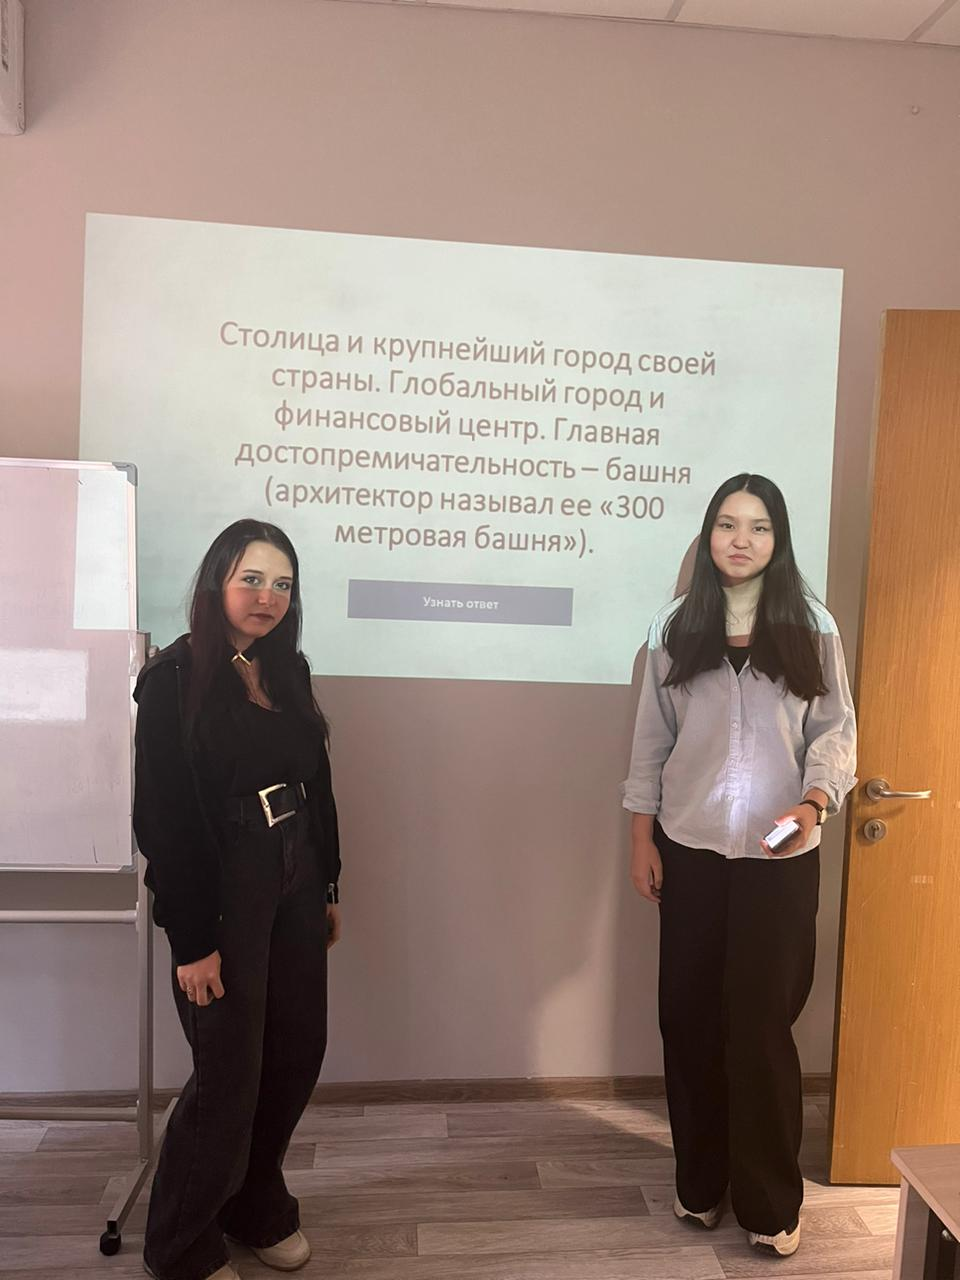 Столица и крупнейший город своей
страны. Глобальный город и
финансовый центр. Главная
достопремичательность – башня
(архитектор называл ее «300
метровая башня»).
Узнать ответ